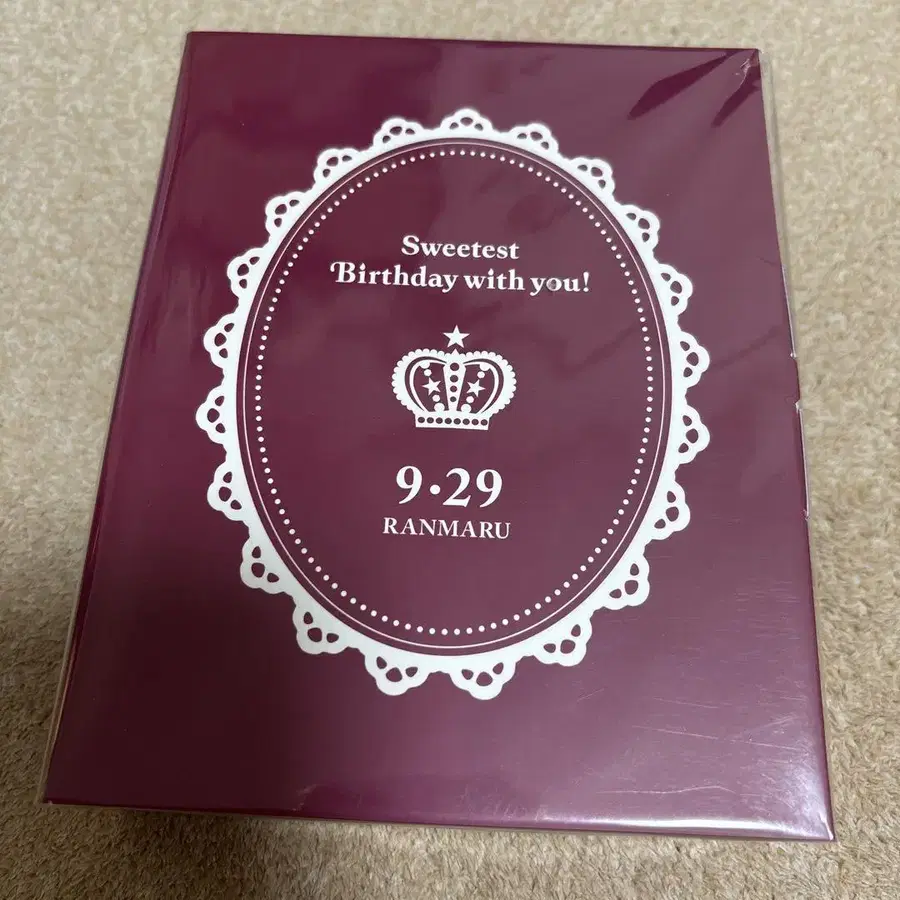 Sweetest
Birthday with you!
9·29
RANMARU